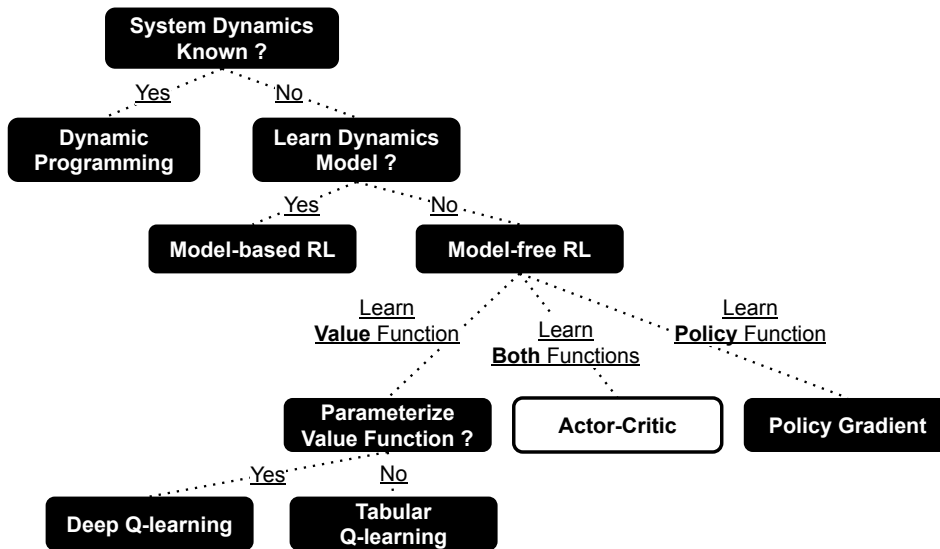 System Dynamics
Known ?
Yes
No
Dynamic
Programming
Learn Dynamics
Model ?
Yes
No
Model-based RL
Model-free RL
Learn
Value Function
Learn
Both Functions
Learn
Policy Function
Parameterize
Value Function ?
Actor-Critic
Policy Gradient
Yes
No
Deep Q-learning
Tabular
Q-learning